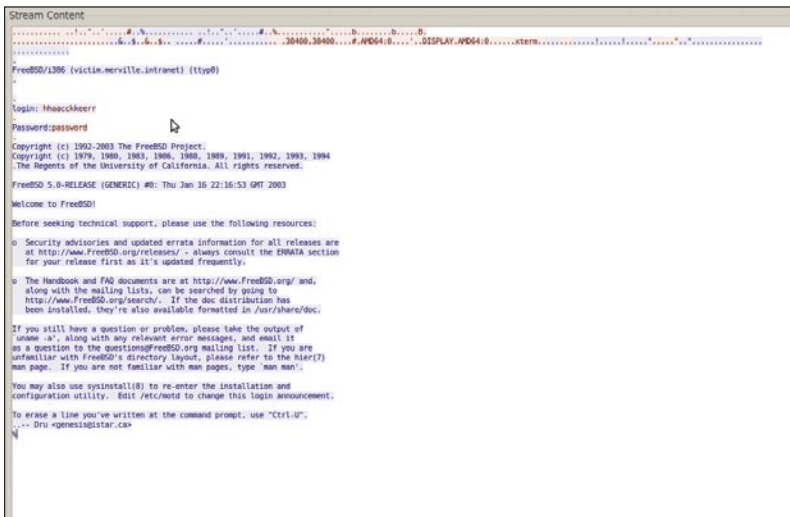 Stream Content
.30400,30400....#.AMD64:0....'..DISPLAY.AMD64:0......xterm
FreeBSD/i386 (victim.merville.intranet) (ttyp0)
login: hhaacckkeerr
Password:password
Copyright (c) 1992-2003 The FreeBSD Project.
Copyright (c) 1979, 1980, 1983, 1986, 1988, 1989, 1991, 1992, 1993, 1994
.The Regents of the University of California. All rights reserved.
FreeBSD 5.0-RELEASE (GENERIC) #0: Thu Jan 16 22:16:53 GMT 2003
Welcome to FreeBSD!
Before seeking technical support, please use the following resources:
o Security advisories and updated errata information for all releases are
at http://www.FreeBSD.org/releases/ - always consult the ERRATA section
for your release first as it's updated frequently.
o The Handbook and FAQ documents are at http://www.FreeBSD.org/ and,
along with the mailing lists, can be searched by going to
http://www.FreeBSD.org/search/. If the doc distribution has
been installed, they're also available formatted in /usr/share/doc.
If you still have a question or problem, please take the output of
`uname -a', along with any relevant error messages, and email it
as a question to the questions@FreeBSD.org mailing list. If you are
unfamiliar with FreeBSD's directory layout, please refer to the hier(7)
man page. If you are not familiar with man pages, type `man man'.
You may also use sysinstall(8) to re-enter the installation and
configuration utility. Edit /etc/motd to change this login announcement.
To erase a line you've written at the command prompt, use "Ctrl-U".
..-- Dru <genesis@istar.ca>
%